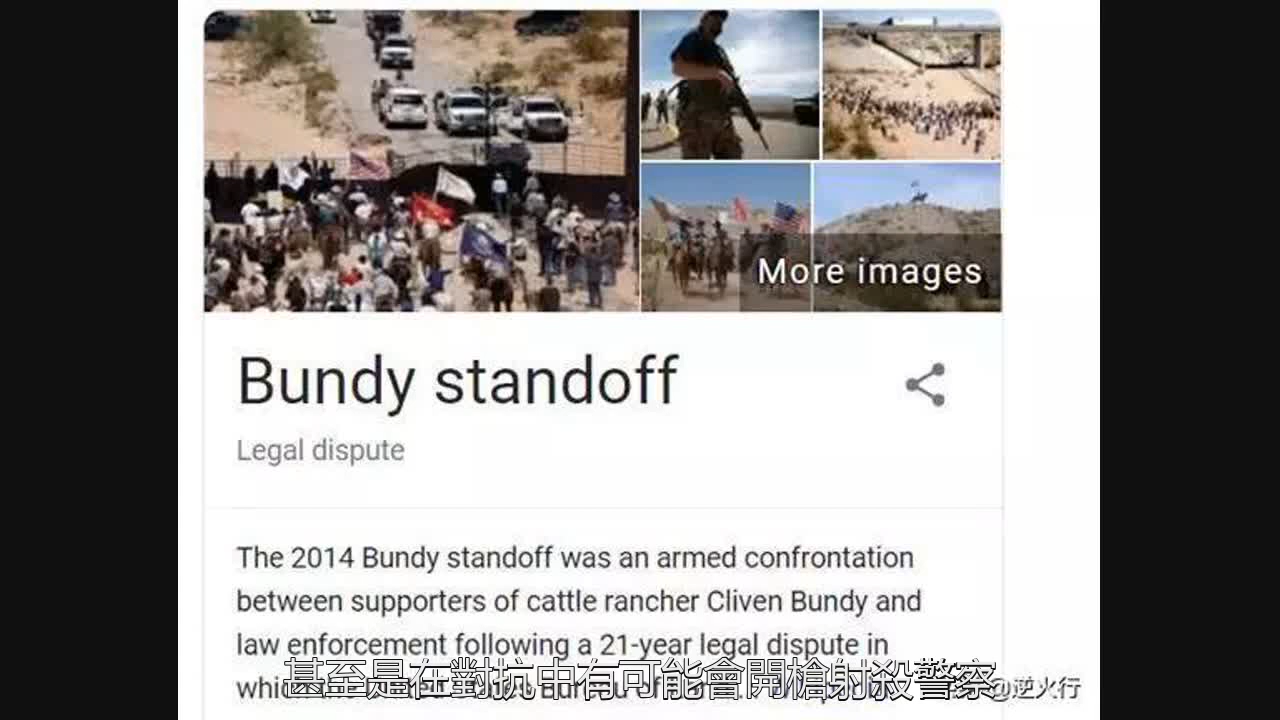 More images
Bundy standoff
Legal dispute
The 2014 Bundy standoff was an armed confrontation
between supporters of cattle rancher Cliven Bundy and
law enforcement following a 21-year legal dispute in
甚至是在對抗中有可能會開槍射殺警察
@逆火行